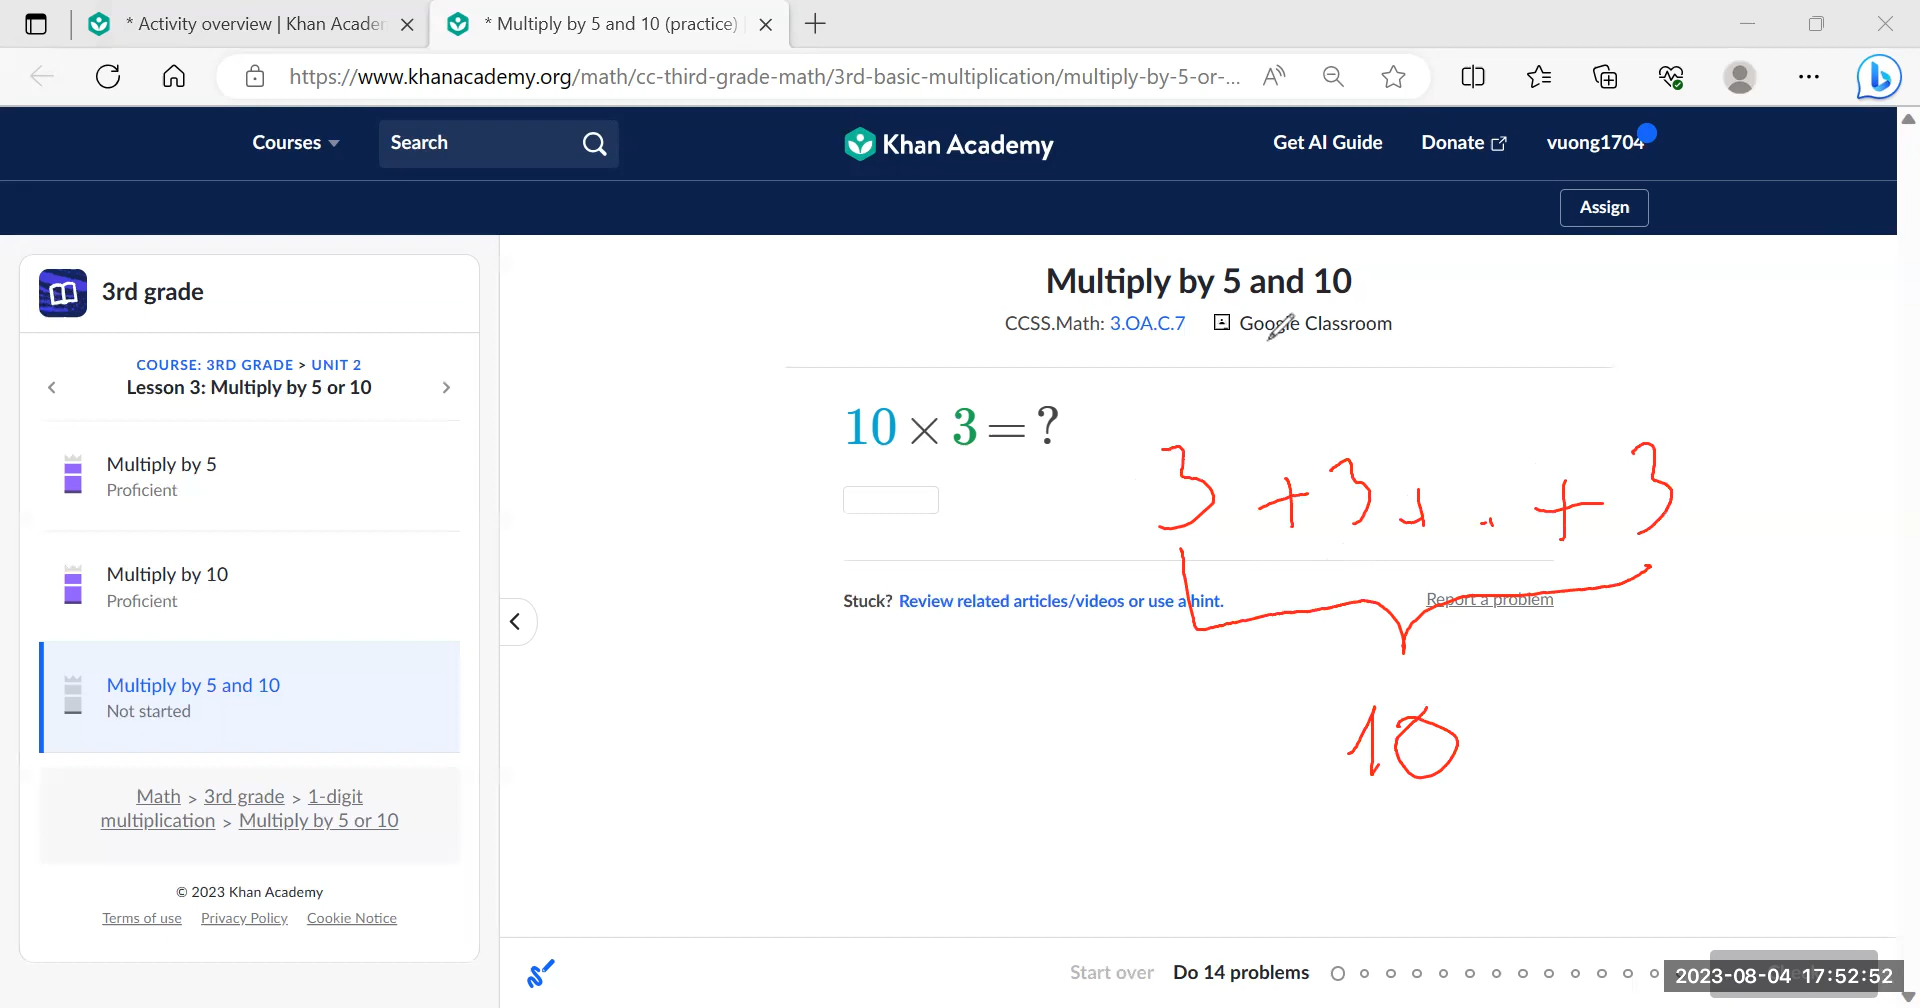 * Activity overview | Khan Acader
* Multiply by 5 and 10 (practice)
https://www.khanacademy.org/math/cc-third-grade-math/3rd-basic-multiplication/multiply-by-5-or-...
Courses
Search
Khan Academy
Get AI Guide
Donate
vuong1704
Assign
3rd grade
COURSE: 3RD GRADE > UNIT 2
Lesson 3: Multiply by 5 or 10
Multiply by 5
Proficient
Multiply by 10
Proficient
Multiply by 5 and 10
Not started
Math > 3rd grade > 1-digit
multiplication > Multiply by 5 or 10
© 2023 Khan Academy
Terms of use Privacy Policy Cookie Notice
Multiply by 5 and 10
CCSS.Math: 3.OA.C.7 Google Classroom
10 × 3 = ?
3 + 3 + .. + 3
Stuck? Review related articles/videos or use a hint.
Report a problem
10
Start over Do 14 problems
2023-08-04 17:52:52